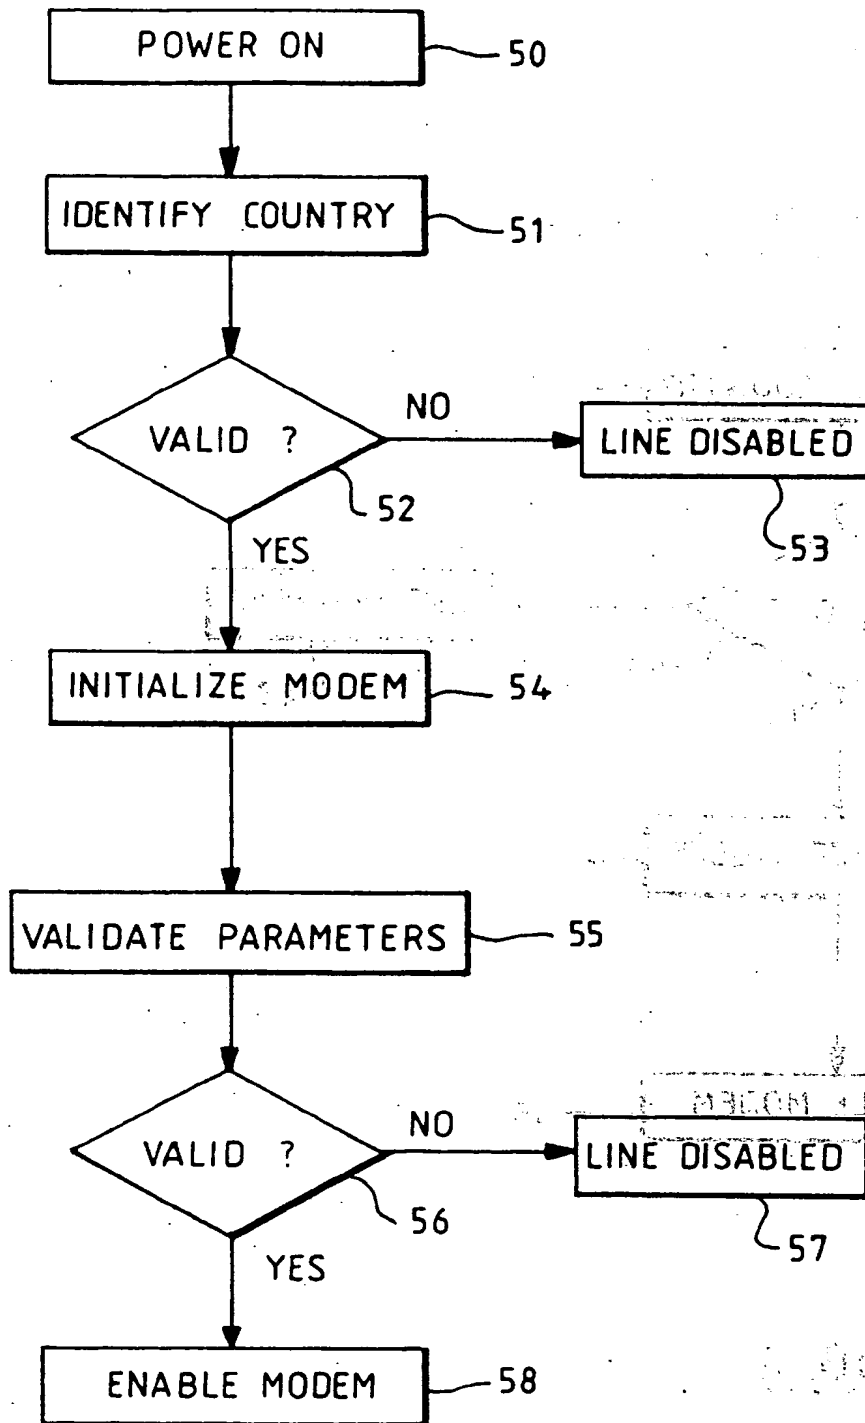 POWER ON
50
IDENTIFY COUNTRY
51
VALID ?
NO
LINE DISABLED
52
53
YES
INITIALIZE MODEM
54
VALIDATE PARAMETERS
55
VALID ?
NO
LINE DISABLED
56
57
YES
ENABLE MODEM
58